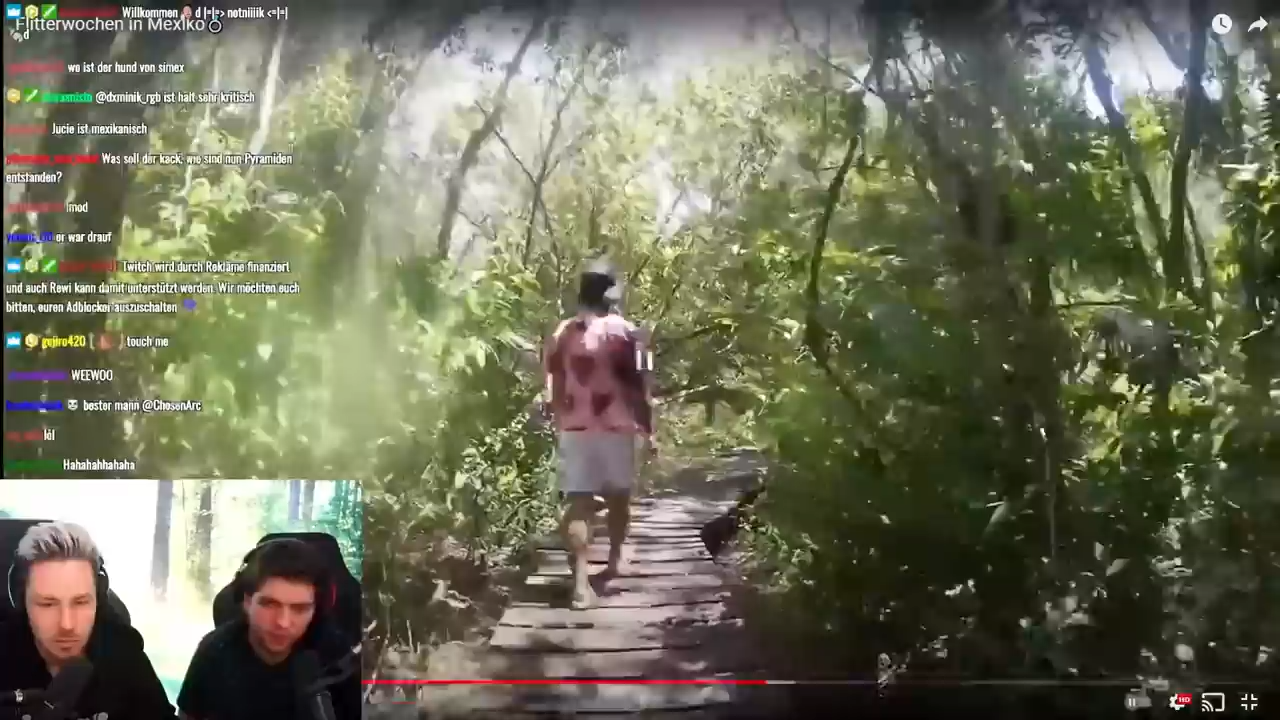 Willkommen d |=|=> netniiiik <=|=|
Flitterwochen in Mexiko
d
wo ist der hund von simex
@dxminik_rgb ist halt sehr kritisch
Jucie ist mexikanisch
Was soll der kack, wie sind nun Pyramiden
entstanden?
!mod
er war drauf
Twitch wird durch Reklame finanziert
und auch Rewi kann damit unterstützt werden. Wir möchten euch
bitten, euren Adblocker auszuschalten
gujiro420 [ ] touch me
WEEWOO
bester mann @ChosenArc
lol
Hahahahhahaha
HD